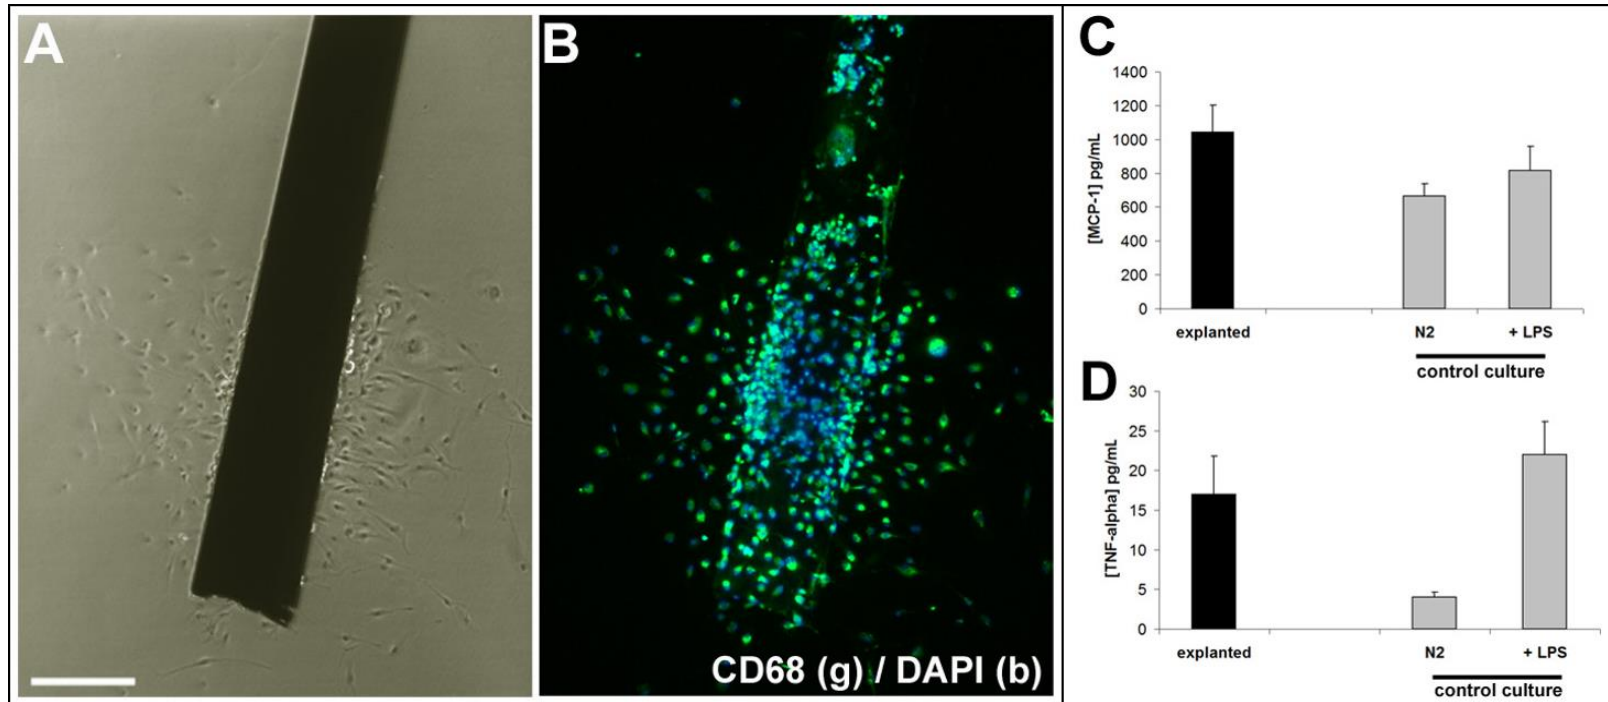 A
B
CD68 (g) / DAPI (b)
C
1400
1200
1000
800
600
400
200
0
[MCP-1] pg/mL
explanted
N2
+ LPS
control culture
D
30
25
20
15
10
5
0
[TNF-alpha] pg/mL
explanted
N2
+ LPS
control culture